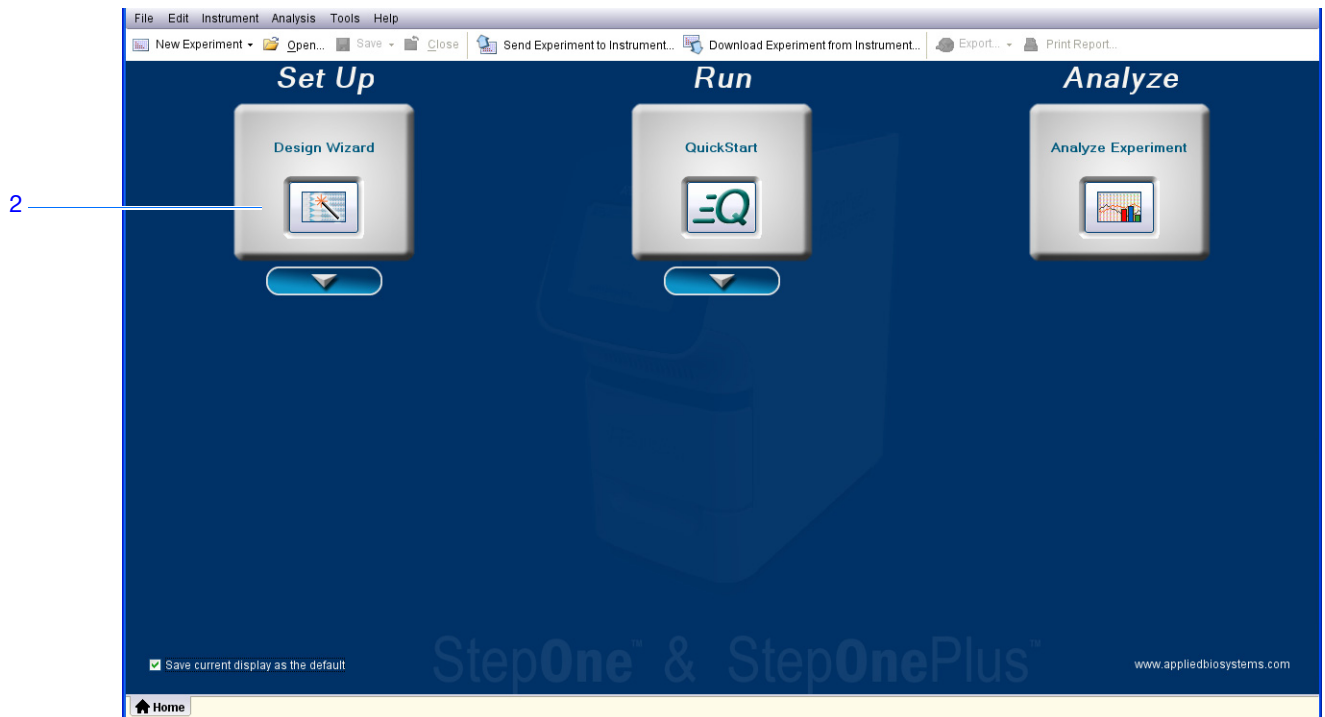 File Edit Instrument Analysis Tools Help
New Experiment Open... Save Close Send Experiment to Instrument... Download Experiment from Instrument... Export... Print Report...
Set Up Run Analyze
Design Wizard QuickStart Analyze Experiment
2
=Q
StepOne™ & StepOnePlus™
Save current display as the default www.appliedbiosystems.com
Home